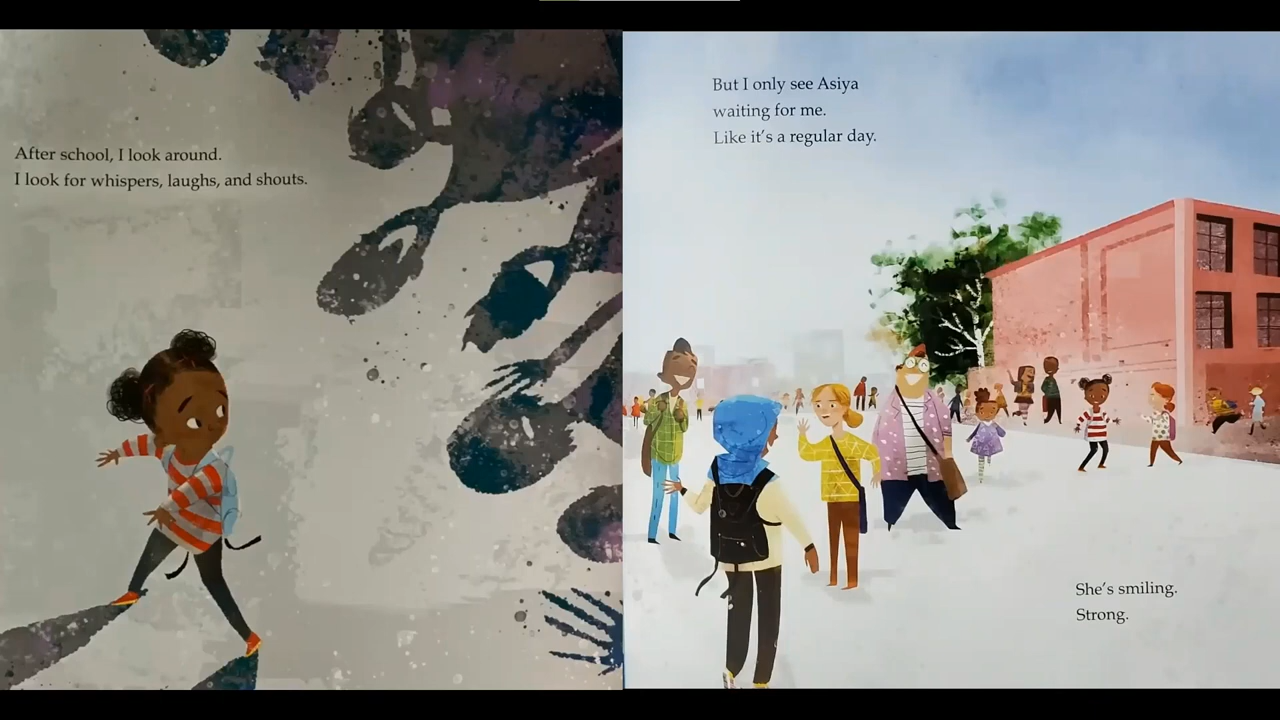 After school, I look around.
I look for whispers, laughs, and shouts.
But I only see Asiya
waiting for me.
Like it's a regular day.
She's smiling.
Strong.